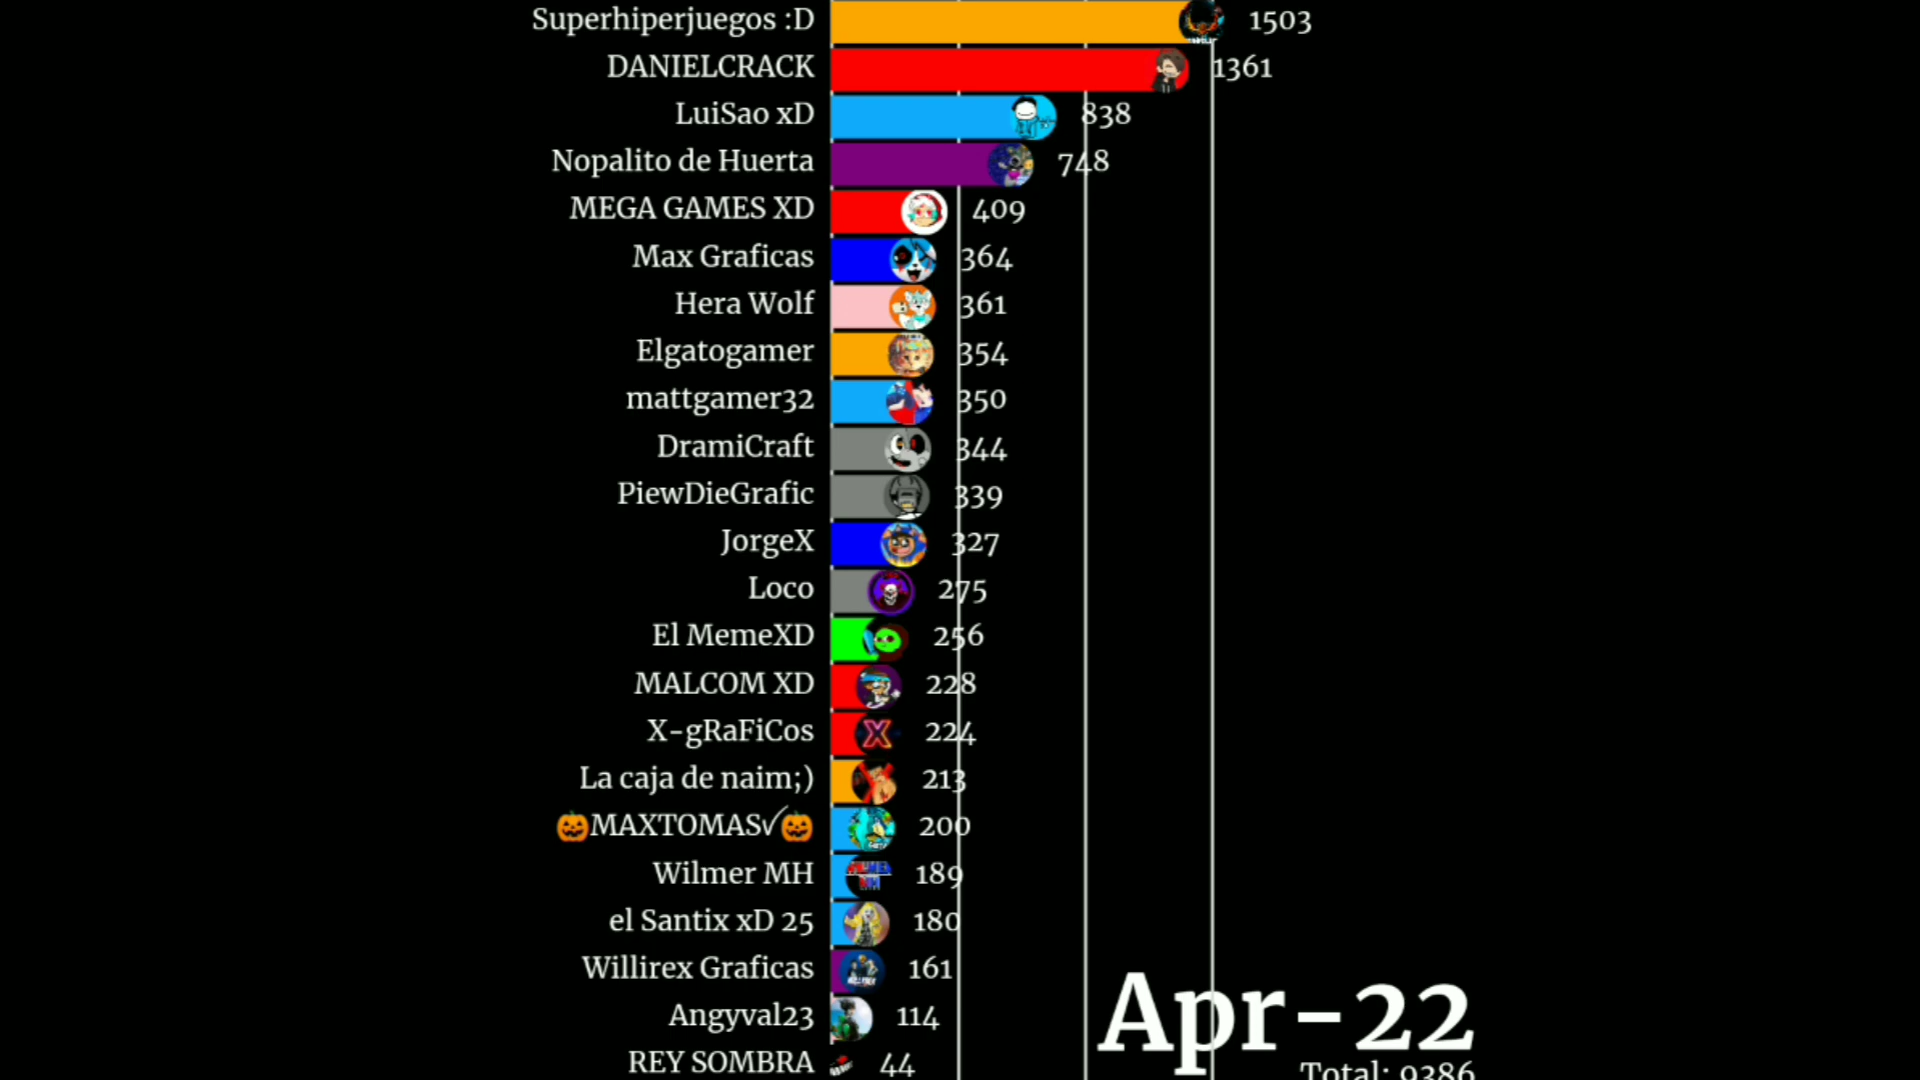 Superhiperjuegos :D 1503
DANIELCRACK 1361
LuiSao xD 838
Nopalito de Huerta 748
MEGA GAMES XD 409
Max Graficas 364
Hera Wolf 361
Elgatogamer 354
mattgamer32 350
DramiCraft 344
PiewDieGrafic 339
JorgeX 327
Loco 275
El MemeXD 256
MALCOM XD 228
X-gRaFiCos 224
La caja de naim;) 213
🎃MAXTOMAS✓🎃 200
Wilmer MH 189
el Santix xD 25 180
Willirex Graficas 161
Angyval23 114
REY SOMBRA 44
Apr-22
Total: 9386